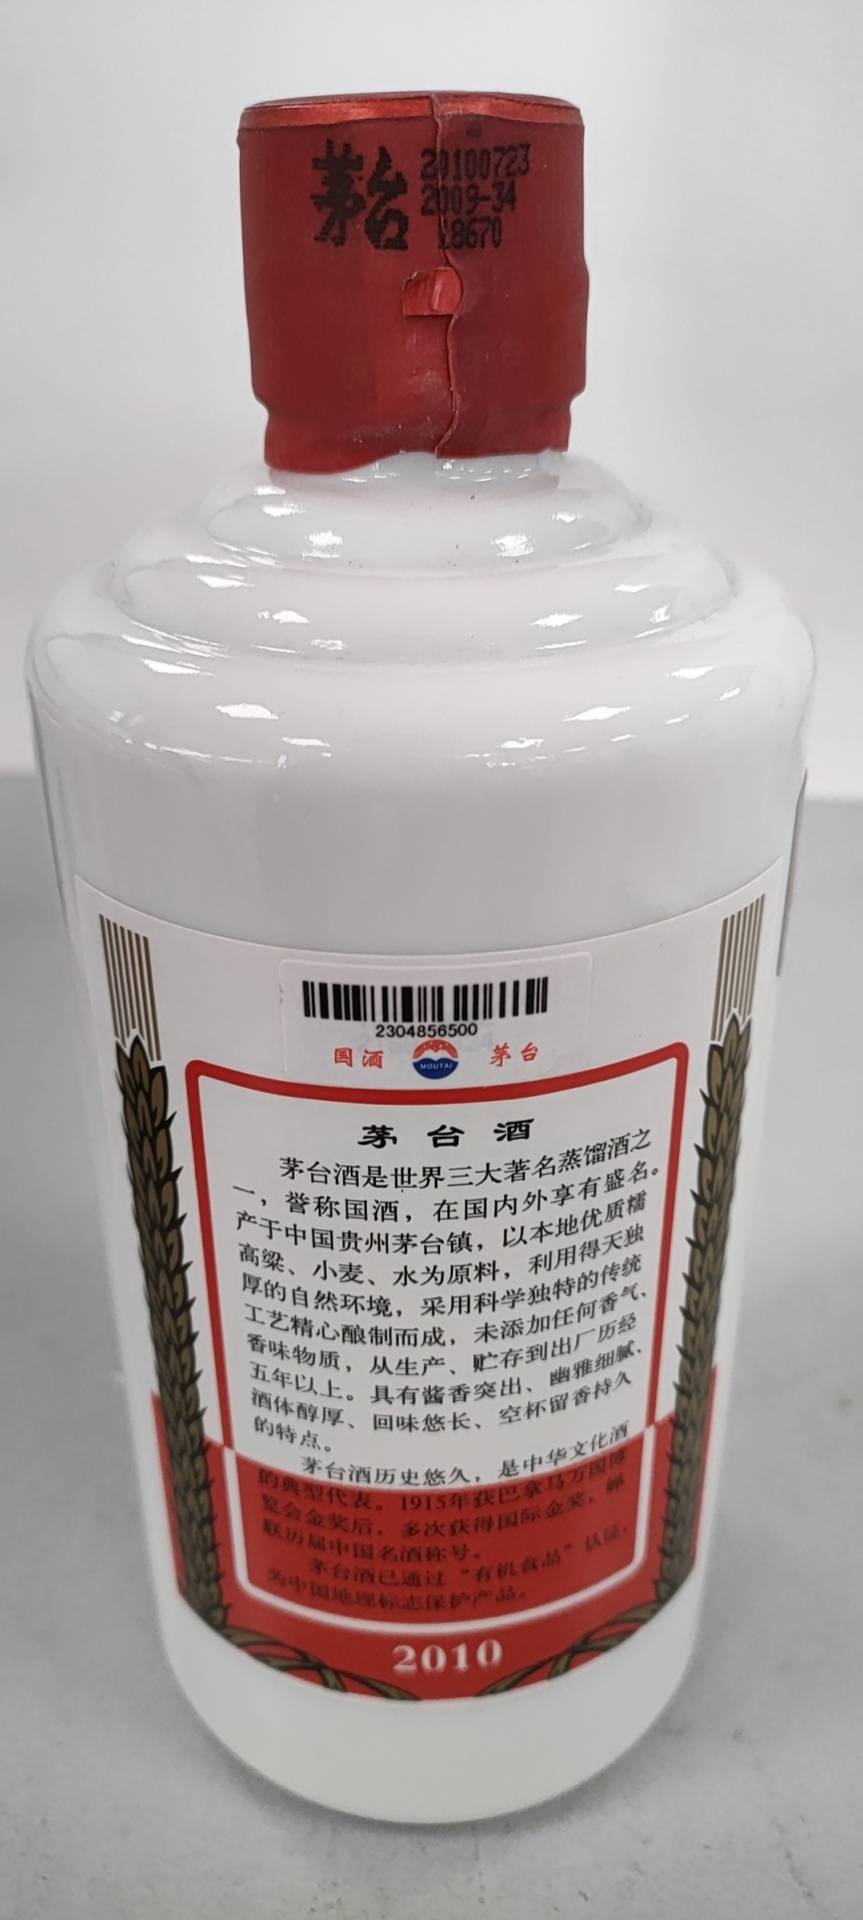 茅台
20100723
2009-34
18670
2304856500
国酒 MOUTAI 茅台
茅台酒
茅台酒是世界三大著名蒸馏酒之
一，誉称国酒，在国内外享有盛名。
产于中国贵州茅台镇，以本地优质糯
高粱、小麦、水为原料，利用得天独
厚的自然环境，采用科学独特的传统
工艺精心酿制而成，未添加任何香气、
香味物质，从生产、贮存到出厂历经
五年以上。具有酱香突出、幽雅细腻、
酒体醇厚、回味悠长、空杯留香持久
的特点。
茅台酒历史悠久，是中华文化酒
的典型代表。1915年获巴拿马万国博
览会金奖后，多次获得国际金奖，蝉
联历届中国名酒称号。
茅台酒已通过“有机食品”认证，
为中国地理标志保护产品。
2010